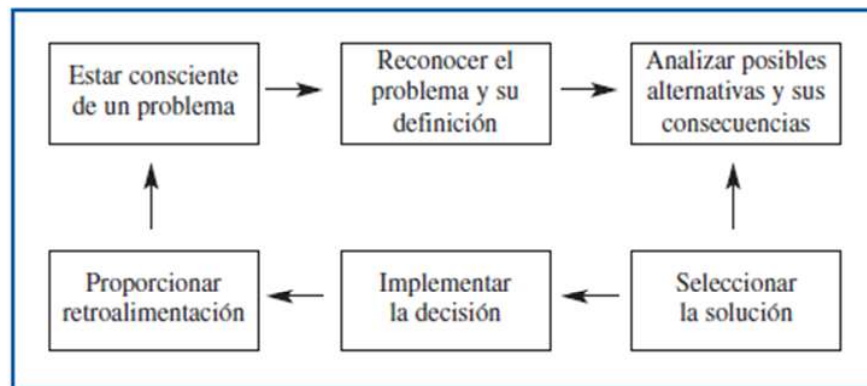 Estar consciente
de un problema
Reconocer el
problema y su
definición
Analizar posibles
alternativas y sus
consecuencias
Proporcionar
retroalimentación
Implementar
la decisión
Seleccionar
la solución